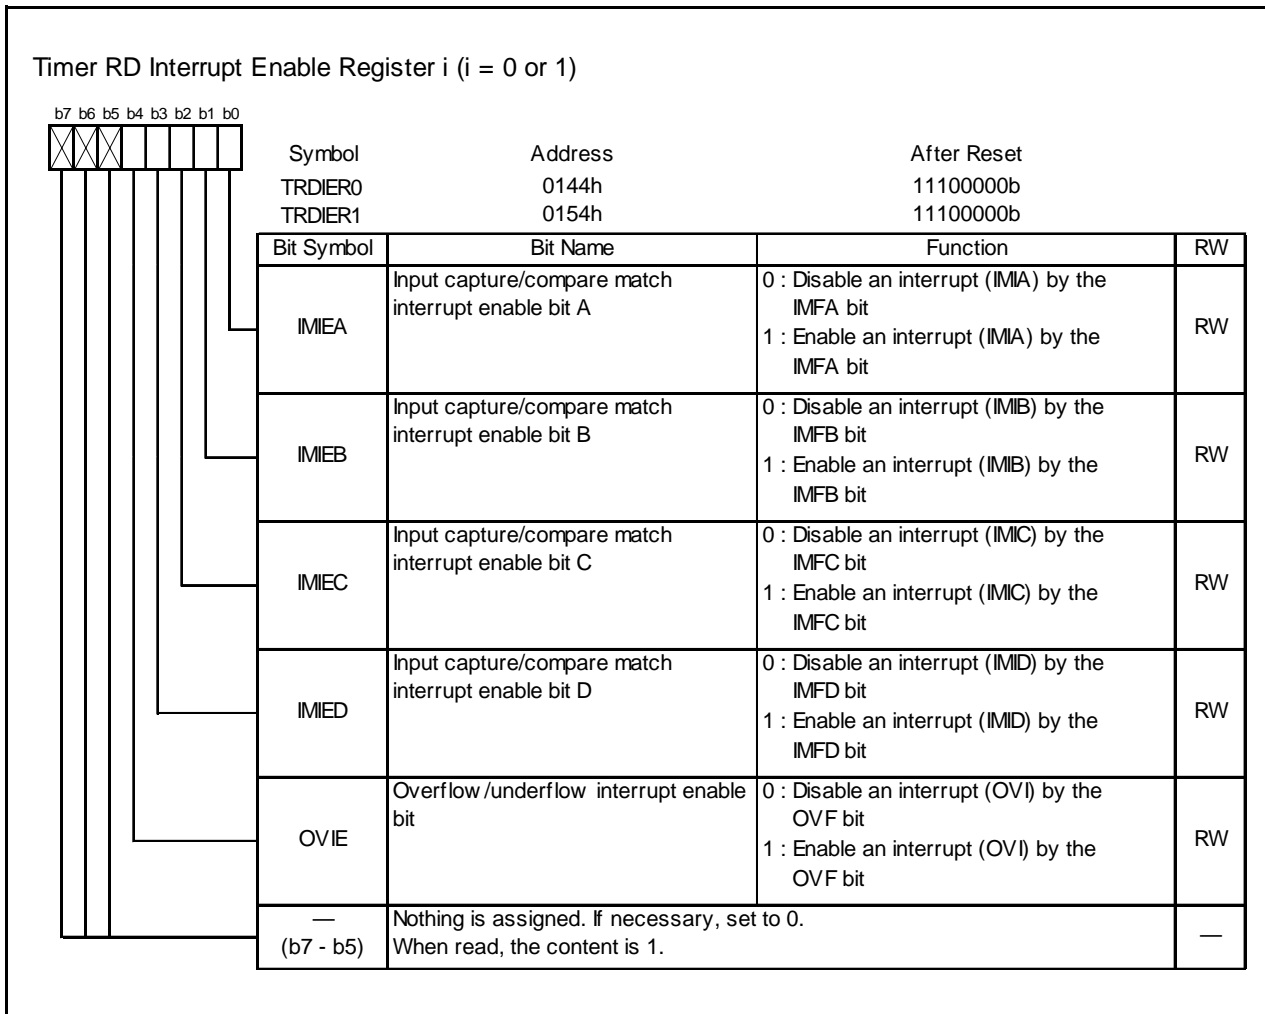 Timer RD Interrupt Enable Register i (i = 0 or 1)
b7 b6 b5 b4 b3 b2 b1 b0
Symbol Address After Reset
TRDIER0 0144h 11100000b
TRDIER1 0154h 11100000b
Bit Symbol Bit Name Function RW
IMIEA
Input capture/compare match
interrupt enable bit A
0 : Disable an interrupt (IMIA) by the
IMFA bit
1 : Enable an interrupt (IMIA) by the
IMFA bit
RW
IMIEB
Input capture/compare match
interrupt enable bit B
0 : Disable an interrupt (IMIB) by the
IMFB bit
1 : Enable an interrupt (IMIB) by the
IMFB bit
RW
IMIEC
Input capture/compare match
interrupt enable bit C
0 : Disable an interrupt (IMIC) by the
IMFC bit
1 : Enable an interrupt (IMIC) by the
IMFC bit
RW
IMIED
Input capture/compare match
interrupt enable bit D
0 : Disable an interrupt (IMID) by the
IMFD bit
1 : Enable an interrupt (IMID) by the
IMFD bit
RW
OVIE
Overflow/underflow interrupt enable
bit
0 : Disable an interrupt (OVI) by the
OVF bit
1 : Enable an interrupt (OVI) by the
OVF bit
RW
—
(b7 - b5)
Nothing is assigned. If necessary, set to 0.
When read, the content is 1.
—